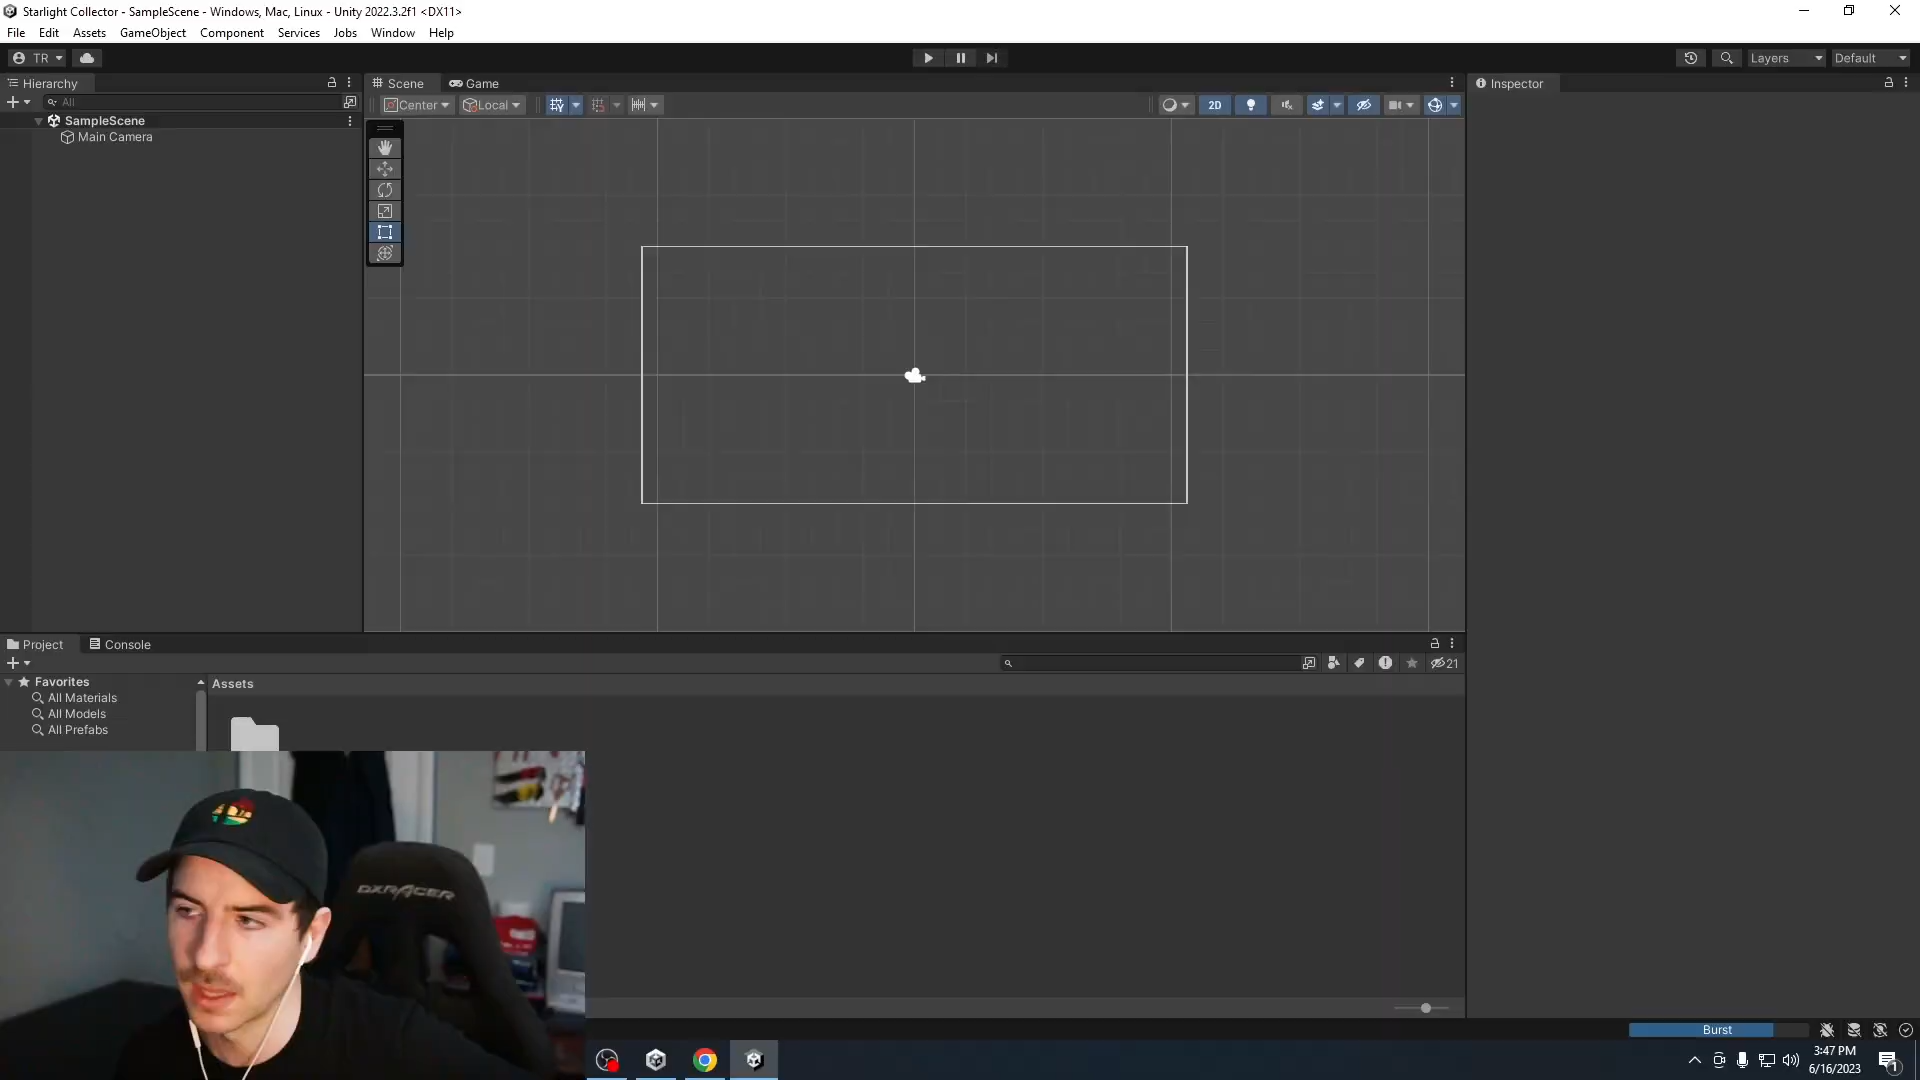 Starlight Collector - SampleScene - Windows, Mac, Linux - Unity 2022.3.2f1 <DX11>
File Edit Assets GameObject Component Services Jobs Window Help
TR Layers Default
Hierarchy Scene Game Inspector
All Center Local 2D
SampleScene
Main Camera
Project Console
21
Favorites Assets
All Materials
All Models
All Prefabs
DXRACER
Burst
3:47 PM
6/16/2023
1